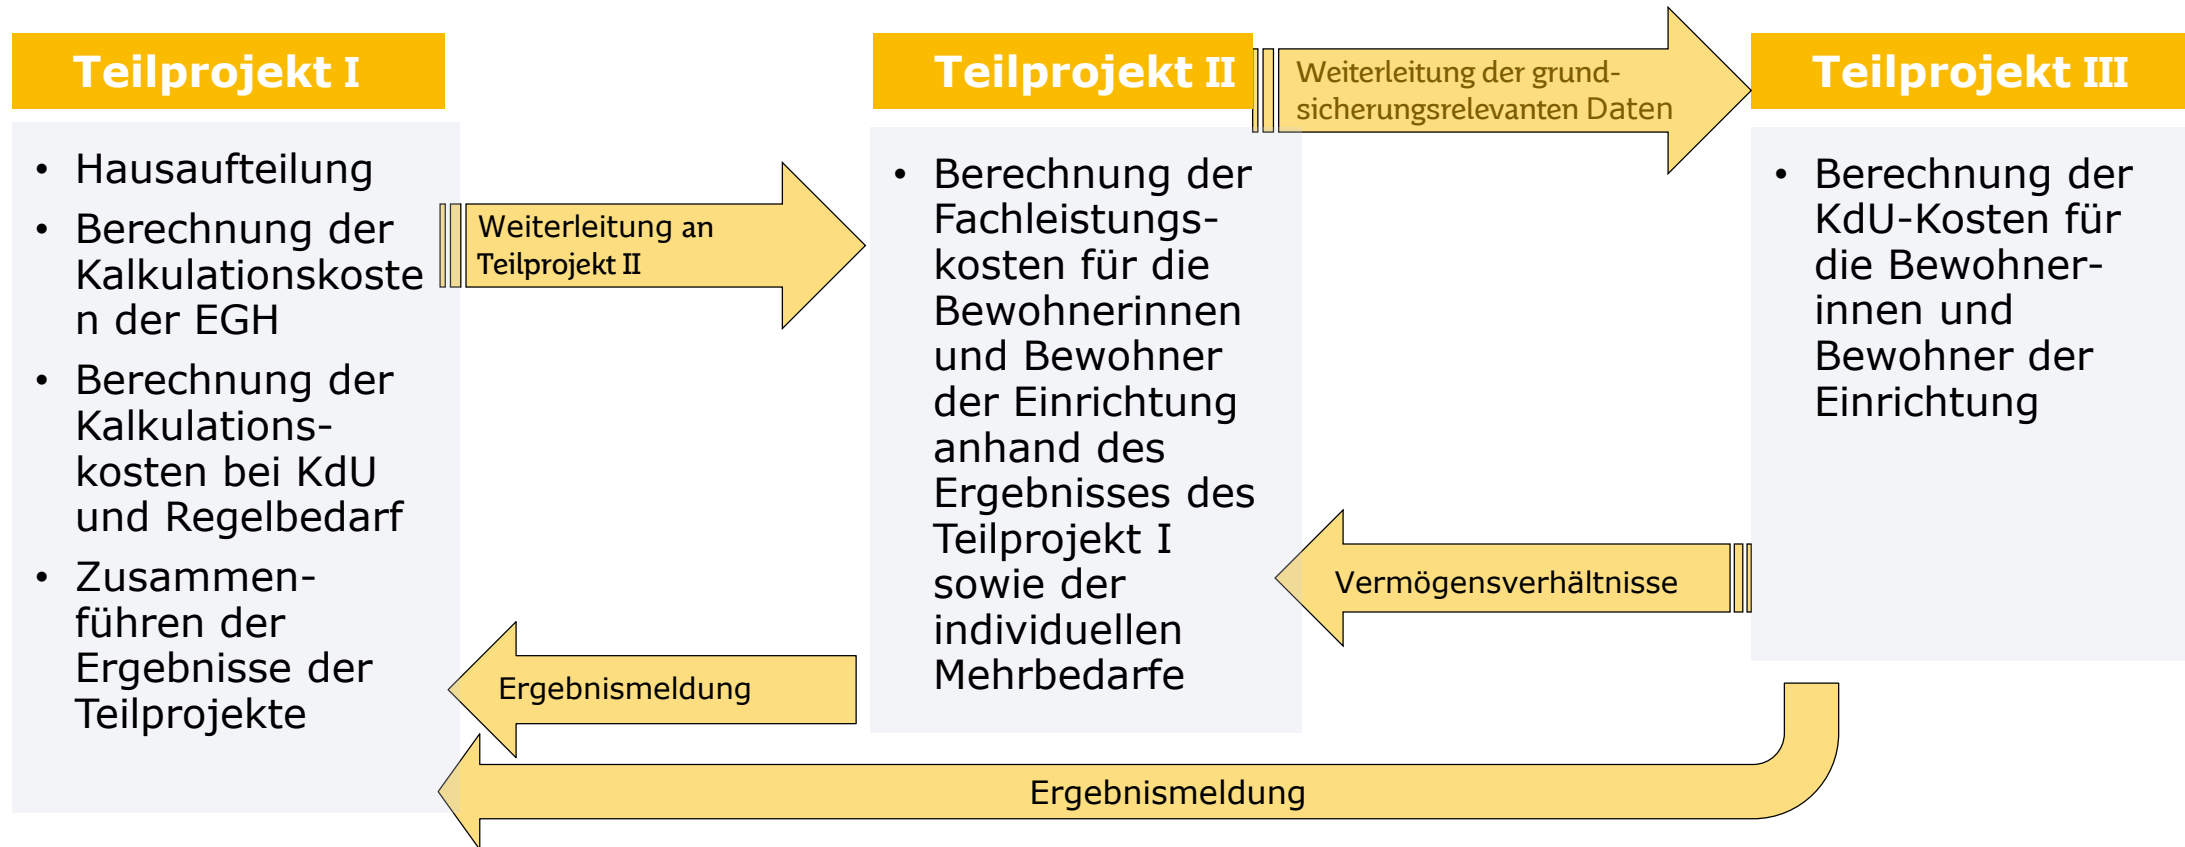 Teilprojekt I
• Hausaufteilung
• Berechnung der
Kalkulationskoste
n der EGH
• Berechnung der
Kalkulations-
kosten bei KdU
und Regelbedarf
• Zusammen-
führen der
Ergebnisse der
Teilprojekte
Weiterleitung an
Teilprojekt II
Teilprojekt II
• Berechnung der
Fachleistungs-
kosten für die
Bewohnerinnen
und Bewohner
der Einrichtung
anhand des
Ergebnisses des
Teilprojekt I
sowie der
individuellen
Mehrbedarfe
Weiterleitung der grund-
sicherungsrelevanten Daten
Teilprojekt III
• Berechnung der
KdU-Kosten für
die Bewohner-
innen und
Bewohner der
Einrichtung
Vermögensverhältnisse
Ergebnismeldung
Ergebnismeldung